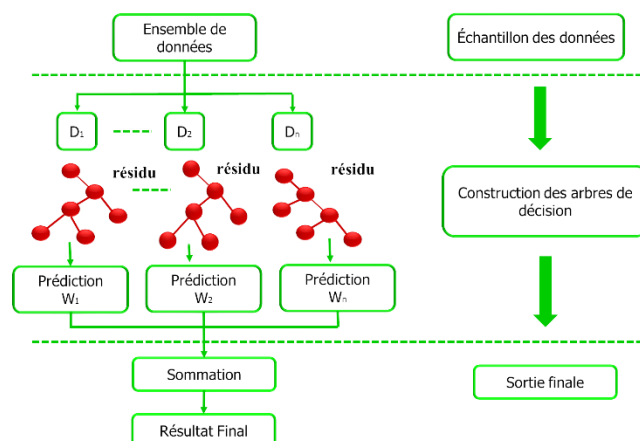 Ensemble de
données
Échantillon des données
D₁
D₂
Dₙ
résidu
résidu
résidu
Construction des arbres de
décision
Prédiction
W₁
Prédiction
W₂
Prédiction
Wₙ
Sommation
Sortie finale
Résultat Final